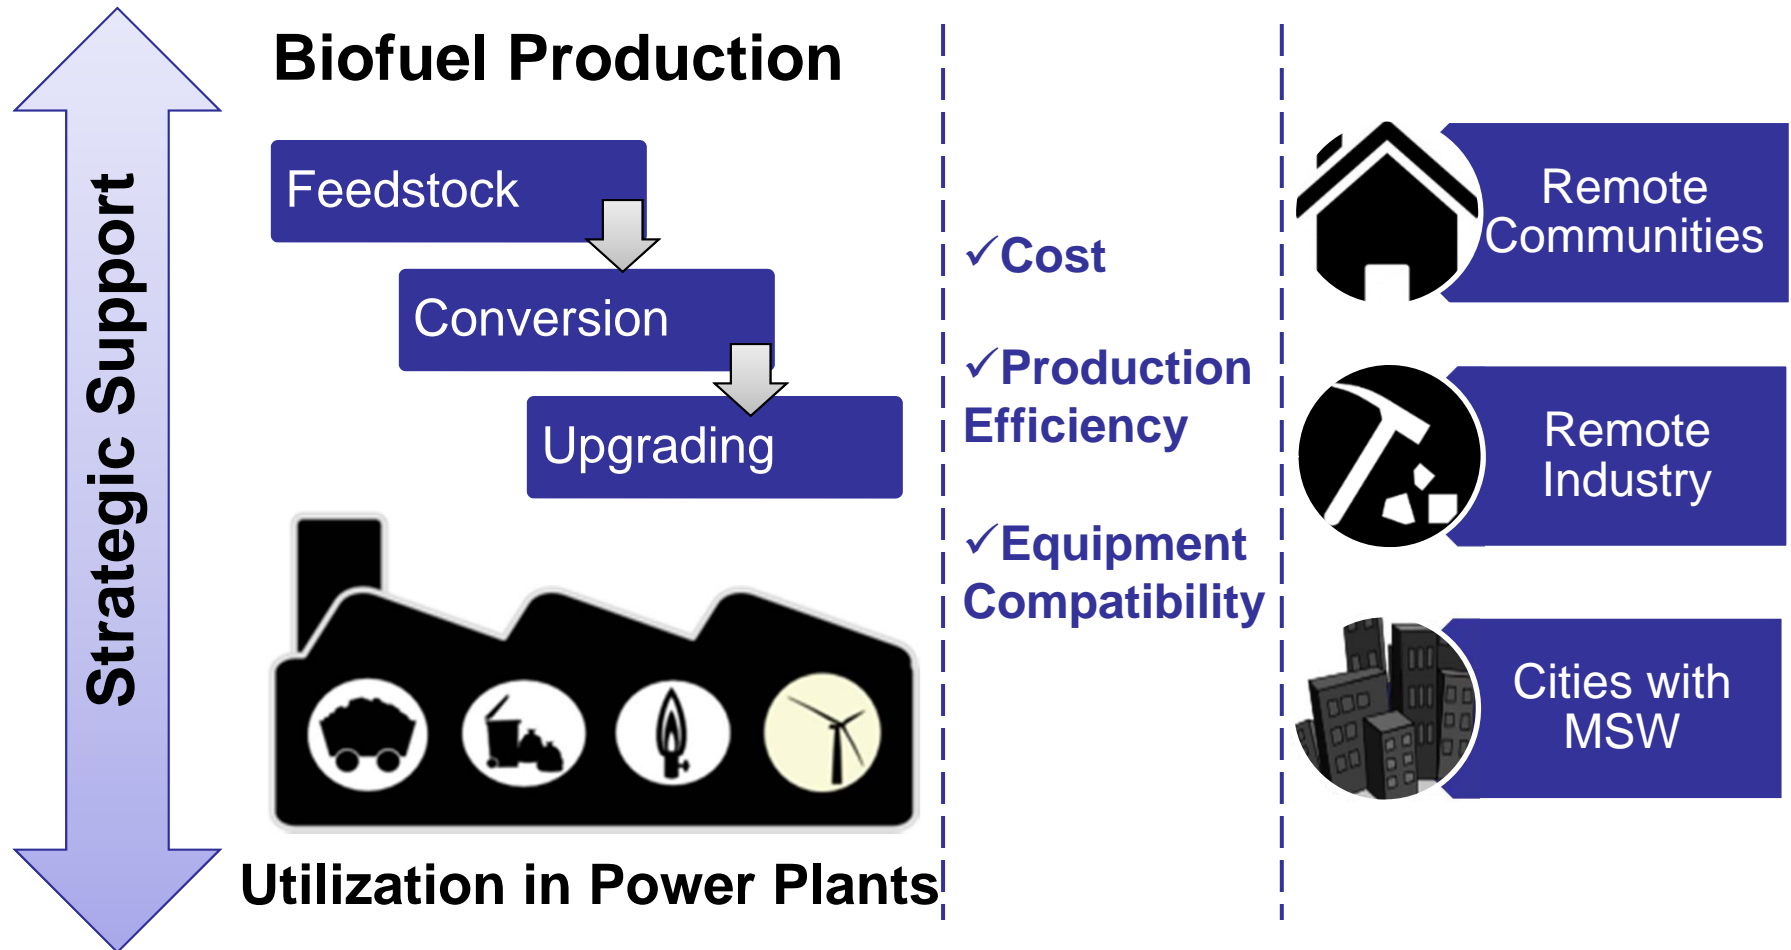 Strategic Support
Biofuel Production
Feedstock
Conversion
Upgrading
Utilization in Power Plants
✓Cost
✓Production
Efficiency
✓Equipment
Compatibility
Remote
Communities
Remote
Industry
Cities with
MSW